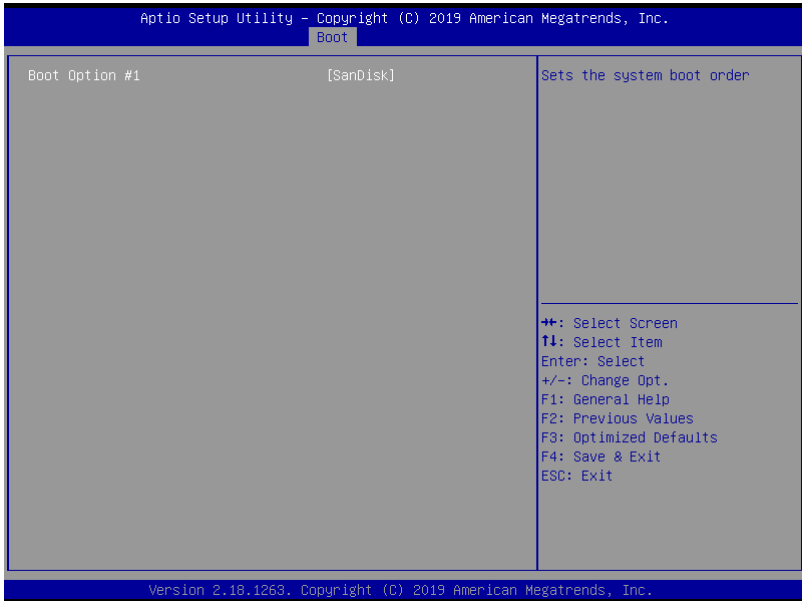 Aptio Setup Utility – Copyright (C) 2019 American Megatrends, Inc.
Boot
Boot Option #1 [SanDisk]
Sets the system boot order
→←: Select Screen
↑↓: Select Item
Enter: Select
+/-: Change Opt.
F1: General Help
F2: Previous Values
F3: Optimized Defaults
F4: Save & Exit
ESC: Exit
Version 2.18.1263. Copyright (C) 2019 American Megatrends, Inc.